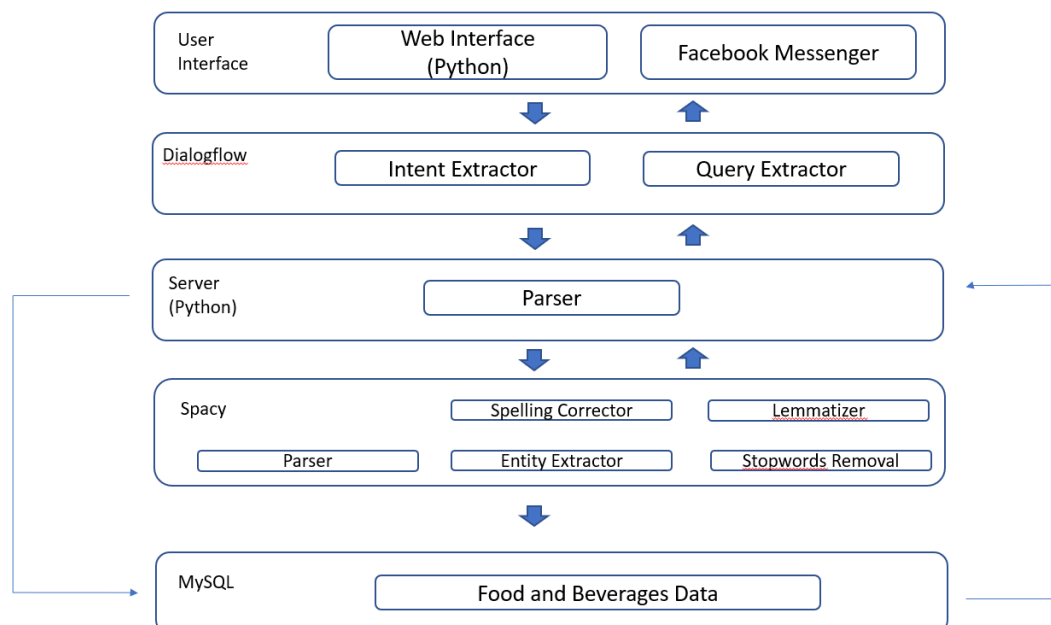 User
Interface
Web Interface
(Python)
Facebook Messenger
Dialogflow
Intent Extractor
Query Extractor
Server
(Python)
Parser
Spacy
Spelling Corrector
Lemmatizer
Parser
Entity Extractor
Stopwords Removal
MySQL
Food and Beverages Data